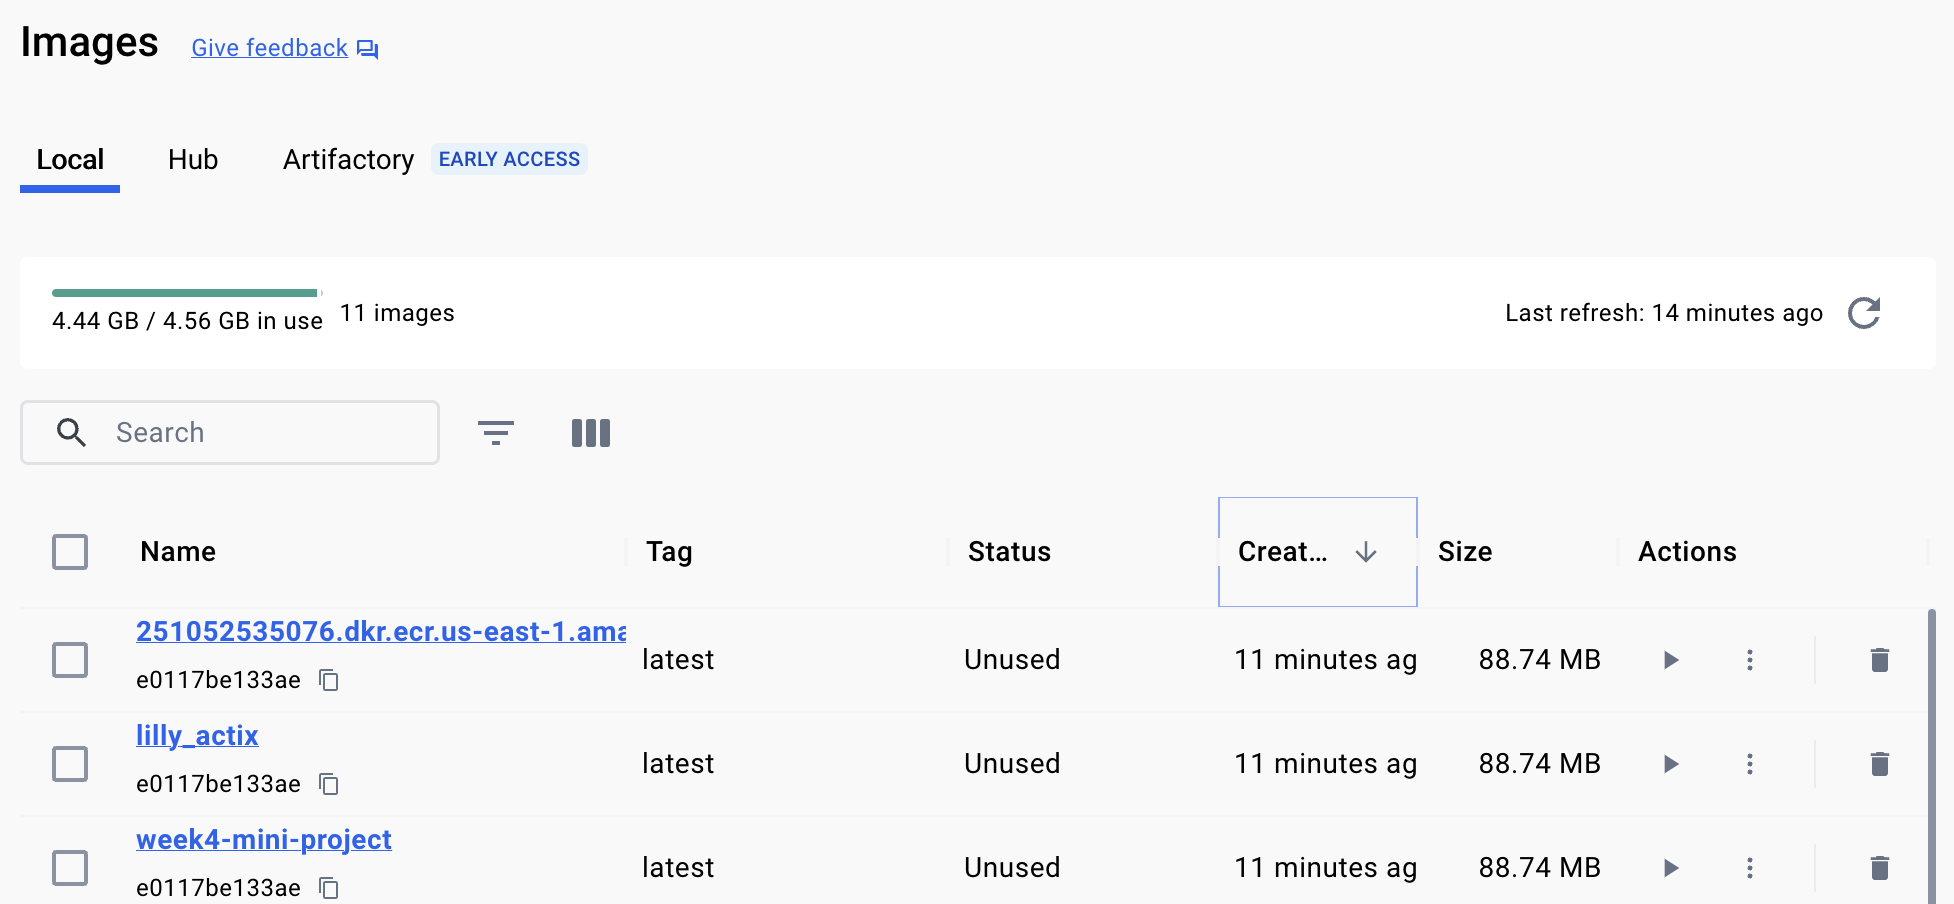 Images Give feedback
Local Hub Artifactory EARLY ACCESS
4.44 GB / 4.56 GB in use 11 images Last refresh: 14 minutes ago
Search
Name Tag Status Creat... Size Actions
251052535076.dkr.ecr.us-east-1.ama latest Unused 11 minutes ag 88.74 MB
e0117be133ae
lilly_actix latest Unused 11 minutes ag 88.74 MB
e0117be133ae
week4-mini-project latest Unused 11 minutes ag 88.74 MB
e0117be133ae